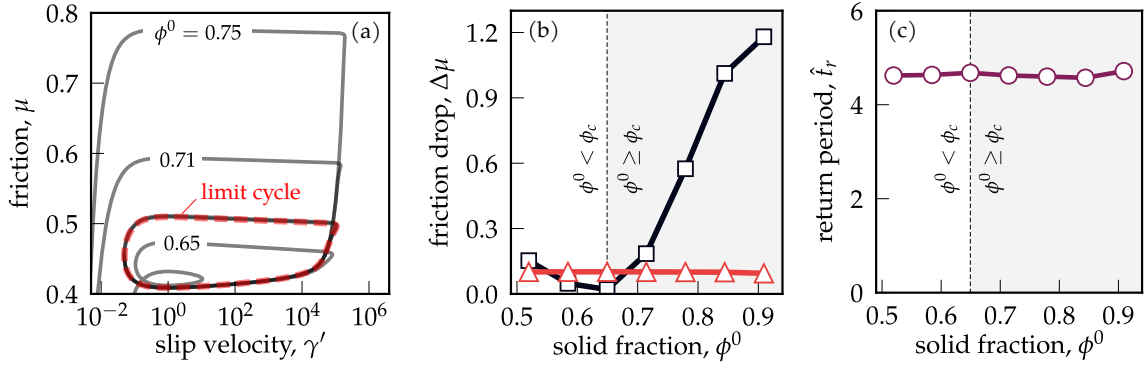 (a)
ϕ⁰ = 0.75
0.71
limit cycle
0.65
0.8
0.7
0.6
0.5
0.4
friction, μ
10⁻² 10⁰ 10² 10⁴ 10⁶
slip velocity, γ′
(b)
1.2
0.9
0.6
0.3
0.0
friction drop, Δμ
ϕ⁰ < ϕc
ϕ⁰ ≥ ϕc
0.5 0.6 0.7 0.8 0.9
solid fraction, ϕ⁰
(c)
6
4
2
0
return period, t̂r
ϕ⁰ < ϕc
ϕ⁰ ≥ ϕc
0.5 0.6 0.7 0.8 0.9
solid fraction, ϕ⁰